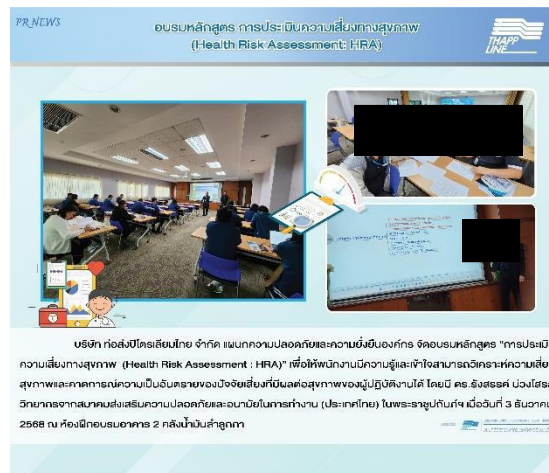 PR NEWS
อบรมหลักสูตร การประเมินความเสี่ยงทางสุขภาพ
(Health Risk Assessment: HRA)
THAPP
LINE
บริษัท ท่อส่งปิโตรเลียมไทย จำกัด แผนกความปลอดภัยและความยั่งยืนองค์กร จัดอบรมหลักสูตร "การประเมิ
ความเสี่ยงทางสุขภาพ (Health Risk Assessment : HRA)" เพื่อให้พนักงานมีความรู้และเข้าใจสามารถวิเคราะห์ความเสี่ย
สุขภาพและคาดการณ์ความเป็นอันตรายของปัจจัยเสี่ยงที่มีผลต่อสุขภาพของผู้ปฏิบัติงานได้ โดยมี ดร.รังสรรค์ ม่วงโสร
วิทยากรจากสมาคมส่งเสริมความปลอดภัยและอนามัยในการทำงาน (ประเทศไทย) ในพระราชูปถัมภ์ฯ เมื่อวันที่ 3 ธันวาคม
2568 ณ ห้องฝึกอบรมอาคาร 2 คลังน้ำมันลำลูกกา